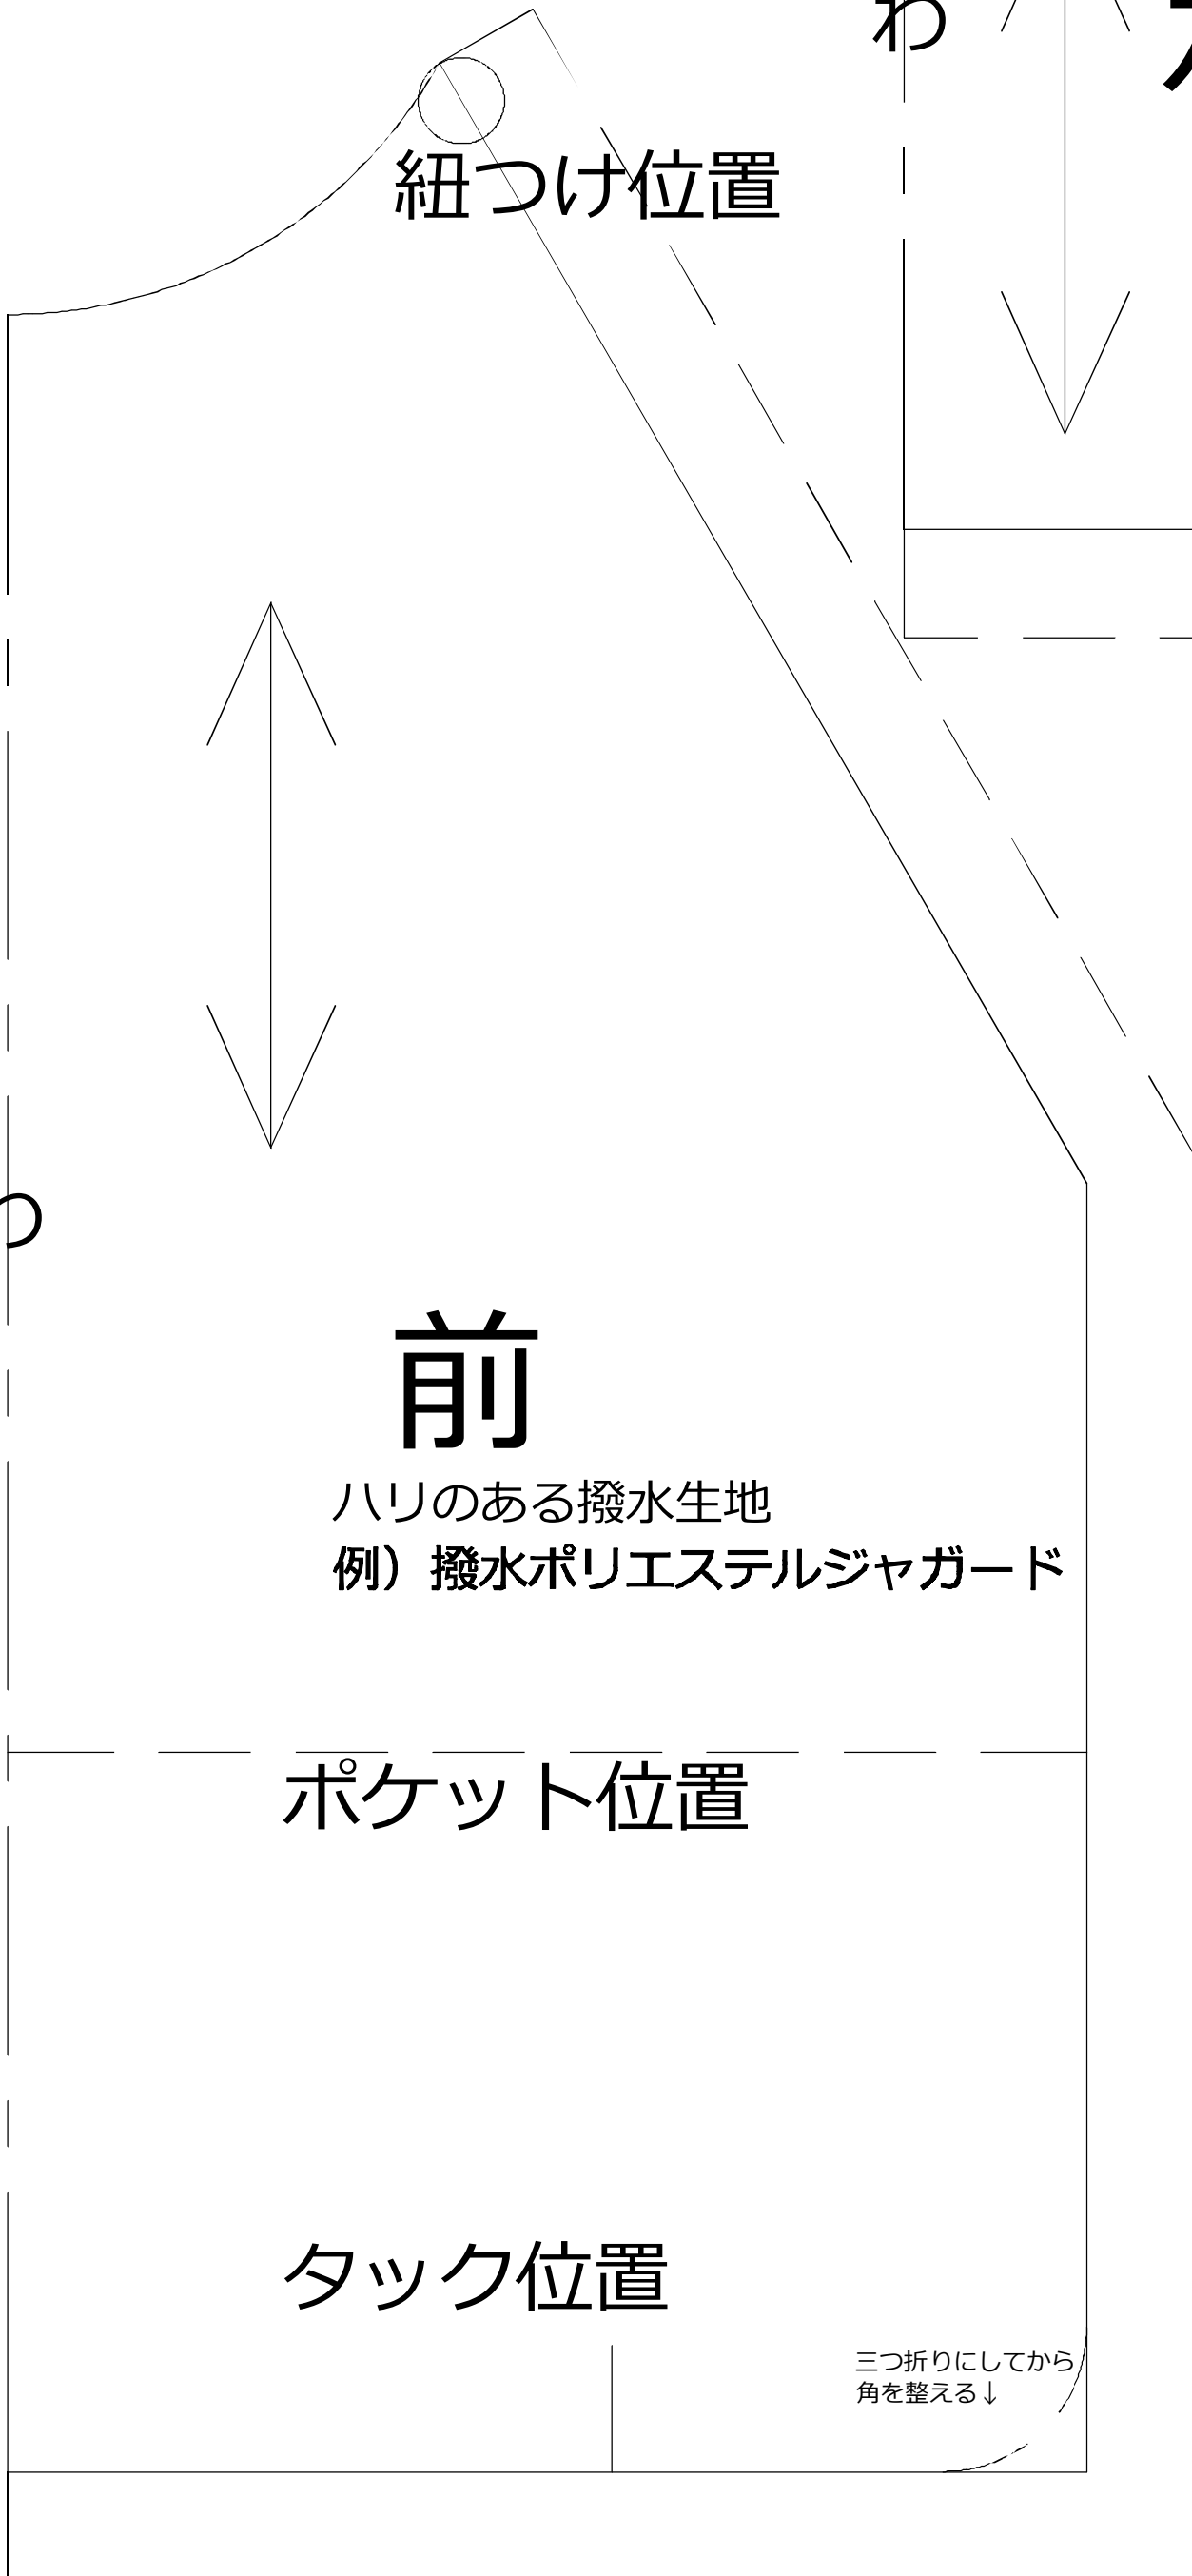 わ
紐つけ位置
前
ハリのある撥水生地
例）撥水ポリエステルジャガード
ポケット位置
タック位置
三つ折りにしてから
角を整える↓